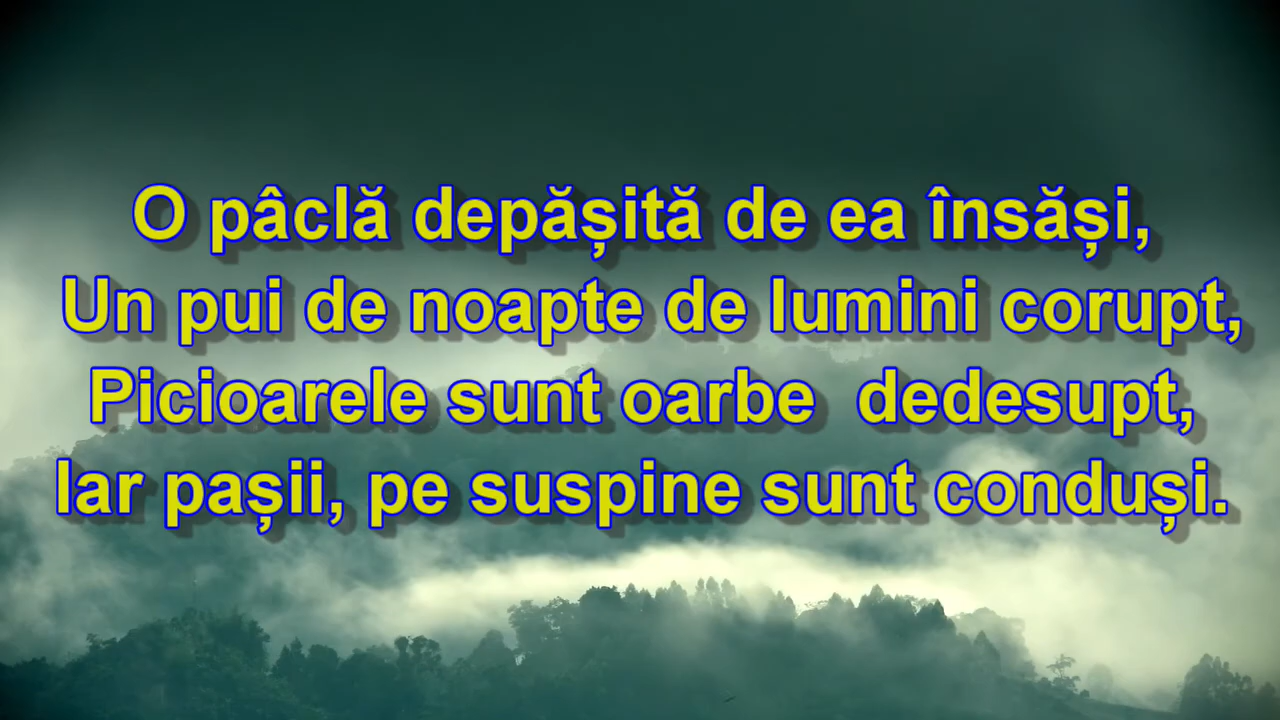 O pâclă depășită de ea însăși,
Un pui de noapte de lumini corupt,
Picioarele sunt oarbe  dedesupt,
Iar pașii, pe suspine sunt conduși.